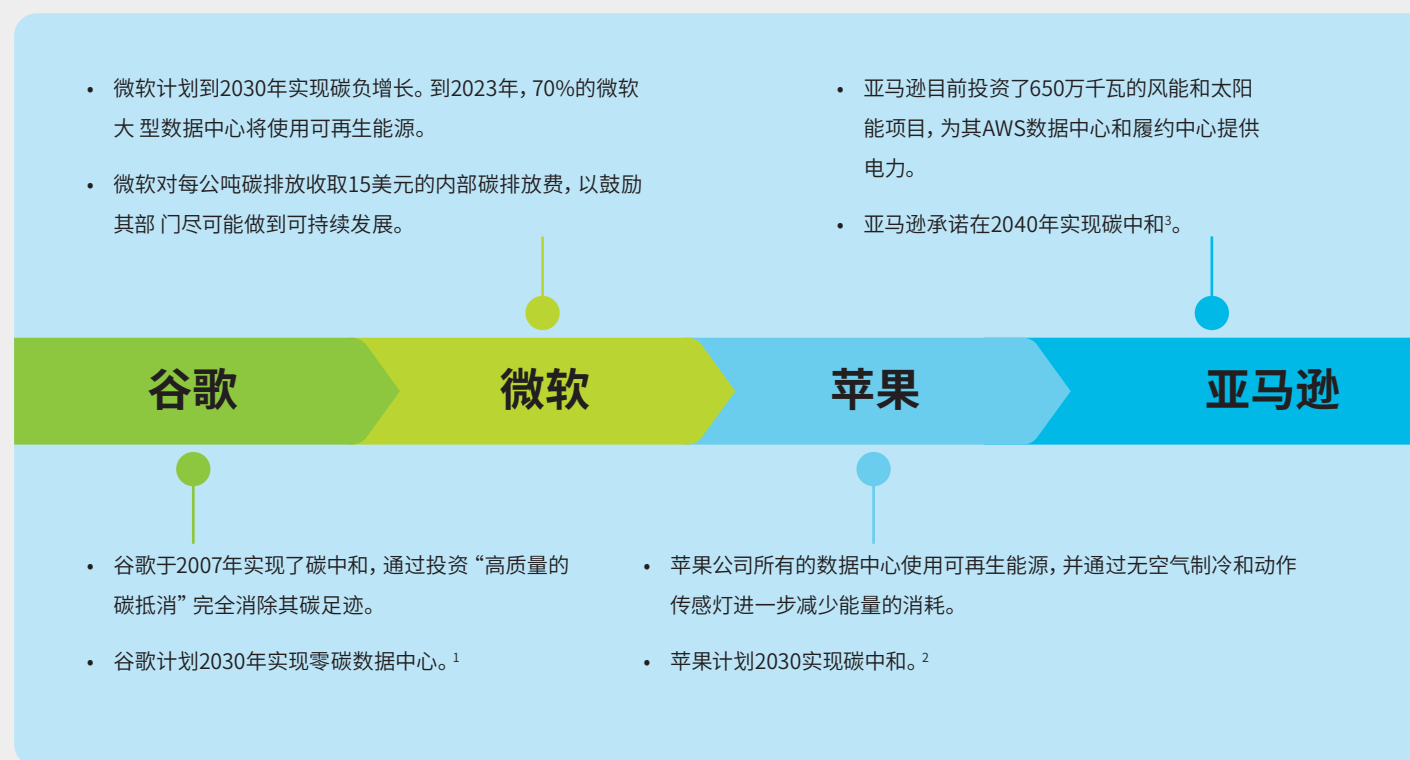 • 微软计划到2030年实现碳负增长。到2023年，70%的微软
大 型数据中心将使用可再生能源。
• 微软对每公吨碳排放收取15美元的内部碳排放费，以鼓励
其部 门尽可能做到可持续发展。
• 亚马逊目前投资了650万千瓦的风能和太阳
能项目，为其AWS数据中心和履约中心提供
电力。
• 亚马逊承诺在2040年实现碳中和³。
谷歌
微软
苹果
亚马逊
• 谷歌于2007年实现了碳中和，通过投资“高质量的
碳抵消”完全消除其碳足迹。
• 谷歌计划2030年实现零碳数据中心。¹
• 苹果公司所有的数据中心使用可再生能源，并通过无空气制冷和动作
传感灯进一步减少能量的消耗。
• 苹果计划2030实现碳中和。²